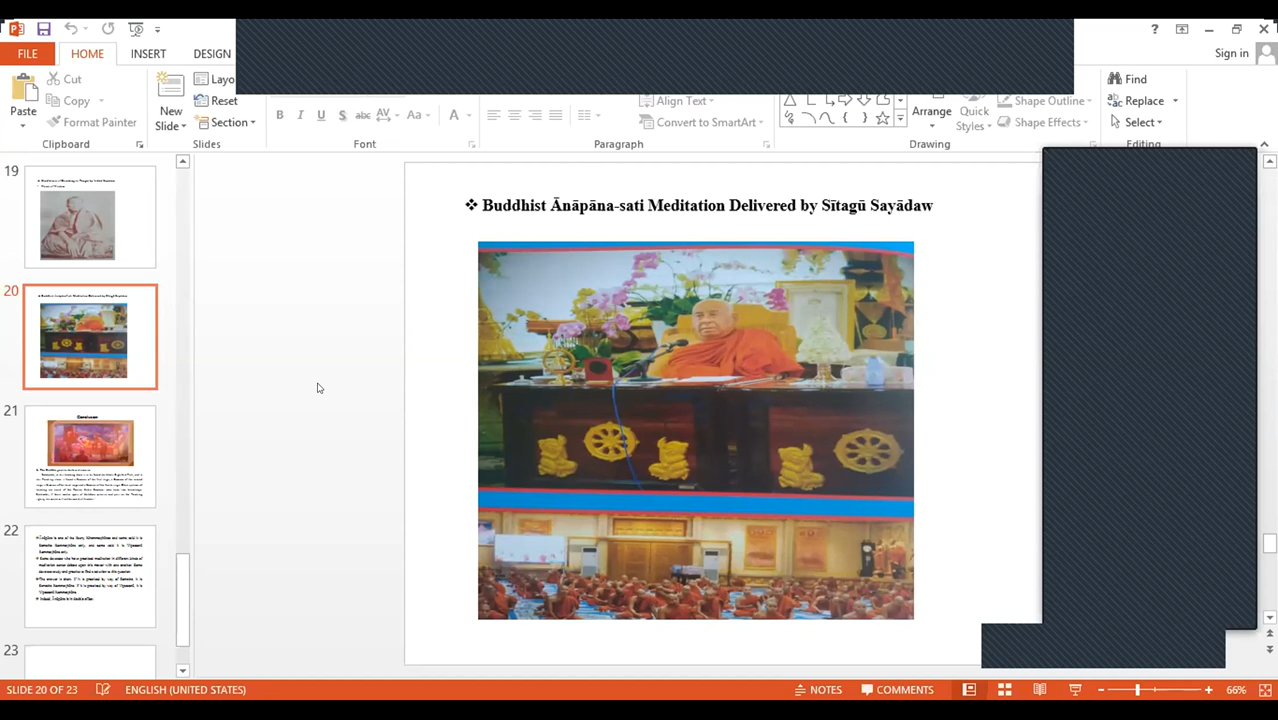 FILE
HOME
INSERT
DESIGN
Sign in
Cut
Copy
Format Painter
Paste
Clipboard
New
Slide
Layo
Reset
Section
Slides
Font
Align Text
Convert to SmartArt
Paragraph
Arrange
Quick
Styles
Shape Outline
Shape Effects
Drawing
Find
Replace
Select
Editing
19
20
21
Conclusion
22
23
❖ Buddhist Ānāpāna-sati Meditation Delivered by Sītagū Sayādaw
SLIDE 20 OF 23
ENGLISH (UNITED STATES)
NOTES
COMMENTS
66%